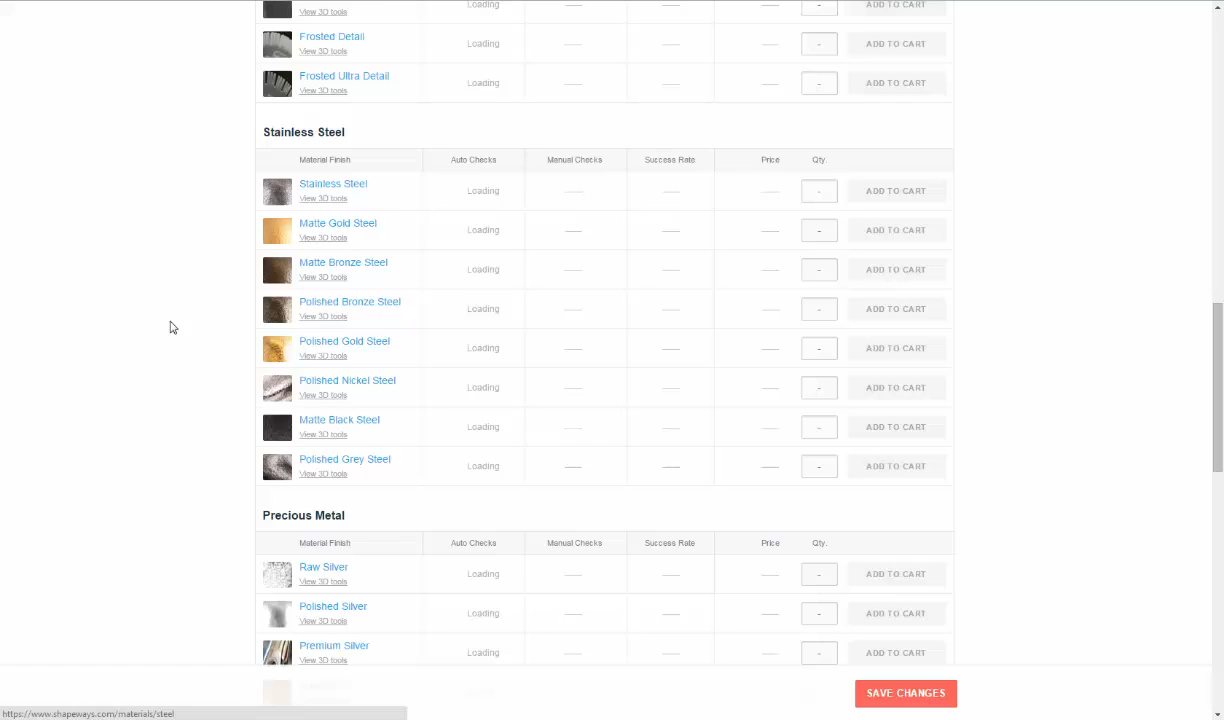 View 3D tools Loading - ADD TO CART
Frosted Detail
View 3D tools Loading - ADD TO CART
Frosted Ultra Detail
View 3D tools Loading - ADD TO CART
Stainless Steel
Material Finish Auto Checks Manual Checks Success Rate Price Qty.
Stainless Steel
View 3D tools Loading - ADD TO CART
Matte Gold Steel
View 3D tools Loading - ADD TO CART
Matte Bronze Steel
View 3D tools Loading - ADD TO CART
Polished Bronze Steel
View 3D tools Loading - ADD TO CART
Polished Gold Steel
View 3D tools Loading - ADD TO CART
Polished Nickel Steel
View 3D tools Loading - ADD TO CART
Matte Black Steel
View 3D tools Loading - ADD TO CART
Polished Grey Steel
View 3D tools Loading - ADD TO CART
Precious Metal
Material Finish Auto Checks Manual Checks Success Rate Price Qty.
Raw Silver
View 3D tools Loading - ADD TO CART
Polished Silver
View 3D tools Loading - ADD TO CART
Premium Silver
View 3D tools Loading - ADD TO CART
SAVE CHANGES
https://www.shapeways.com/materials/steel